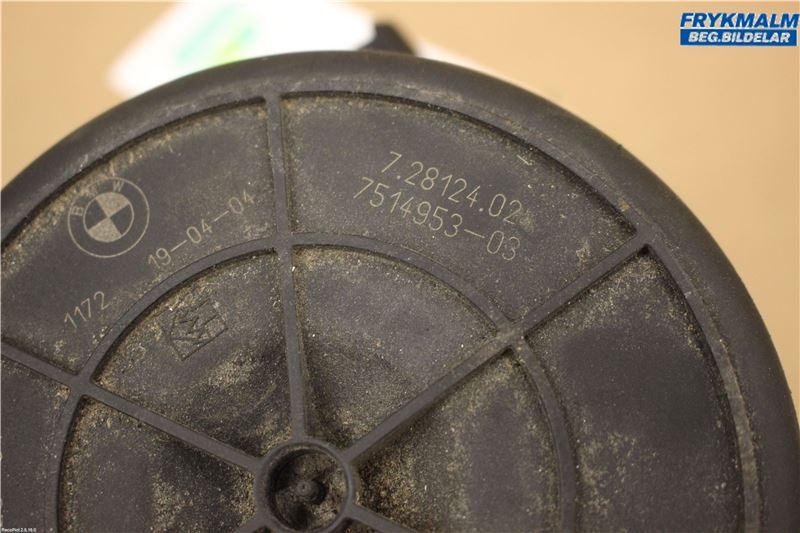 FRYKMALM
BEG.BILDELAR
7.28124.02
7514953-03
BMW
19-04-04
1172